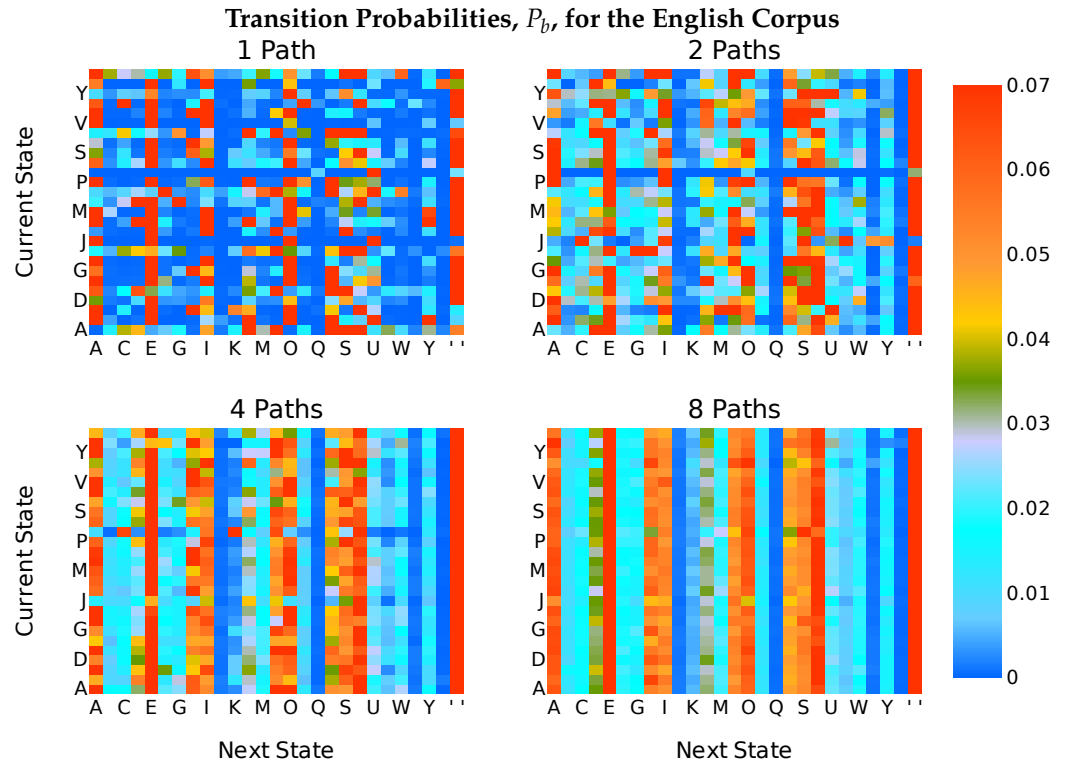 Transition Probabilities, P_b, for the English Corpus
1 Path
2 Paths
Current State
Y
V
S
P
M
J
G
D
A
A C E G I K M O Q S U W Y ' '
Y
V
S
P
M
J
G
D
A
A C E G I K M O Q S U W Y ' '
4 Paths
8 Paths
Current State
Y
V
S
P
M
J
G
D
A
A C E G I K M O Q S U W Y ' '
Next State
Y
V
S
P
M
J
G
D
A
A C E G I K M O Q S U W Y ' '
Next State
0.07
0.06
0.05
0.04
0.03
0.02
0.01
0